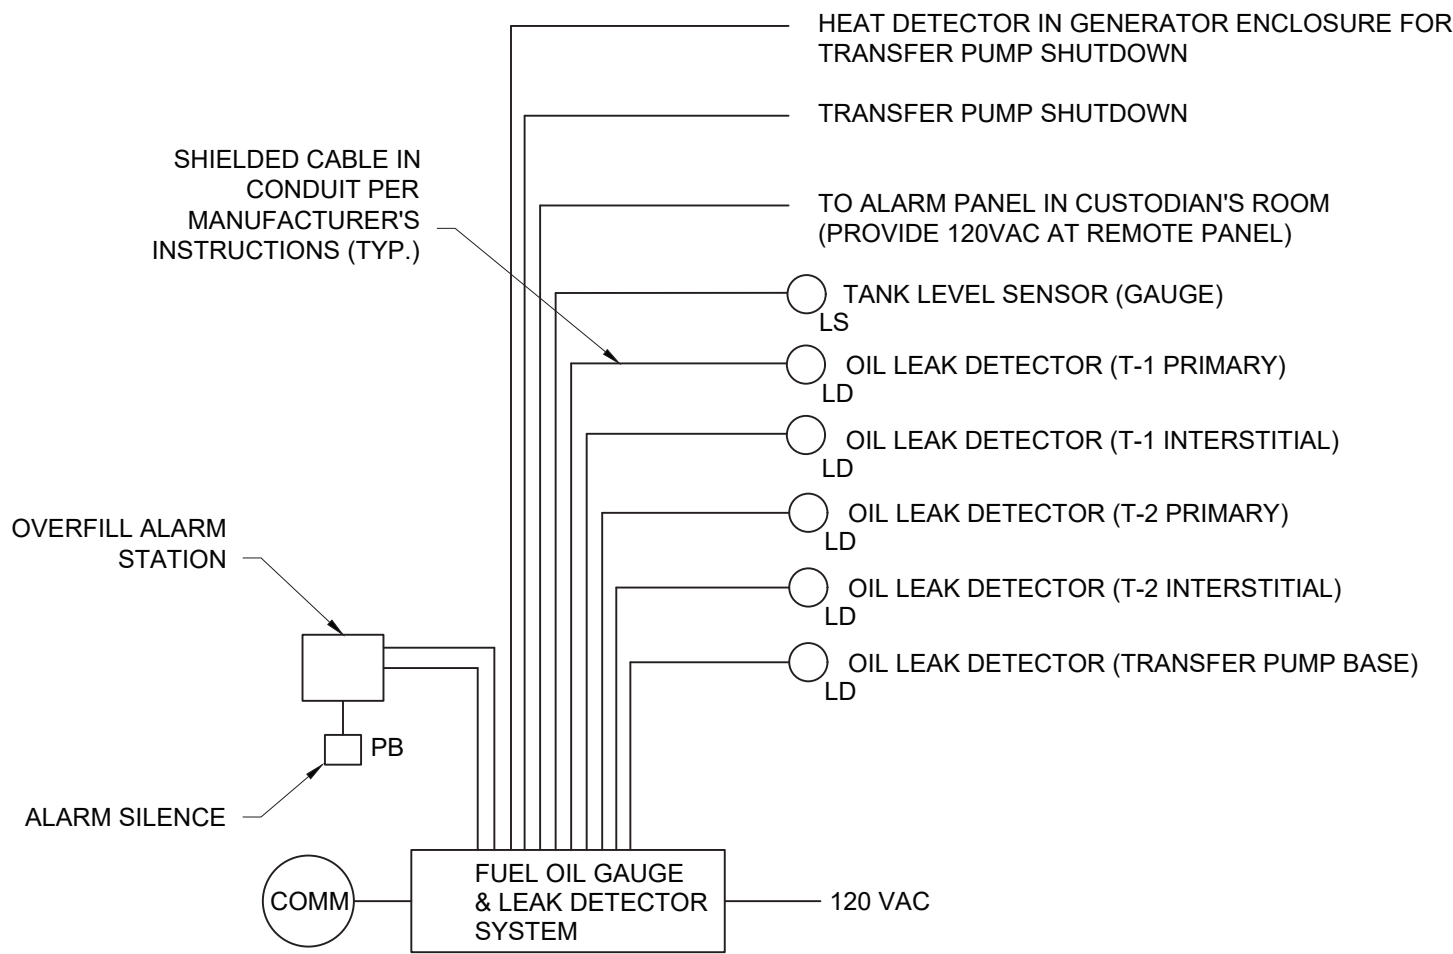 HEAT DETECTOR IN GENERATOR ENCLOSURE FOR
TRANSFER PUMP SHUTDOWN
TRANSFER PUMP SHUTDOWN
SHIELDED CABLE IN
CONDUIT PER
MANUFACTURER'S
INSTRUCTIONS (TYP.)
TO ALARM PANEL IN CUSTODIAN'S ROOM
(PROVIDE 120VAC AT REMOTE PANEL)
TANK LEVEL SENSOR (GAUGE)
LS
OIL LEAK DETECTOR (T-1 PRIMARY)
LD
OIL LEAK DETECTOR (T-1 INTERSTITIAL)
LD
OIL LEAK DETECTOR (T-2 PRIMARY)
LD
OIL LEAK DETECTOR (T-2 INTERSTITIAL)
LD
OIL LEAK DETECTOR (TRANSFER PUMP BASE)
LD
OVERFILL ALARM
STATION
PB
ALARM SILENCE
COMM
FUEL OIL GAUGE
& LEAK DETECTOR
SYSTEM
120 VAC